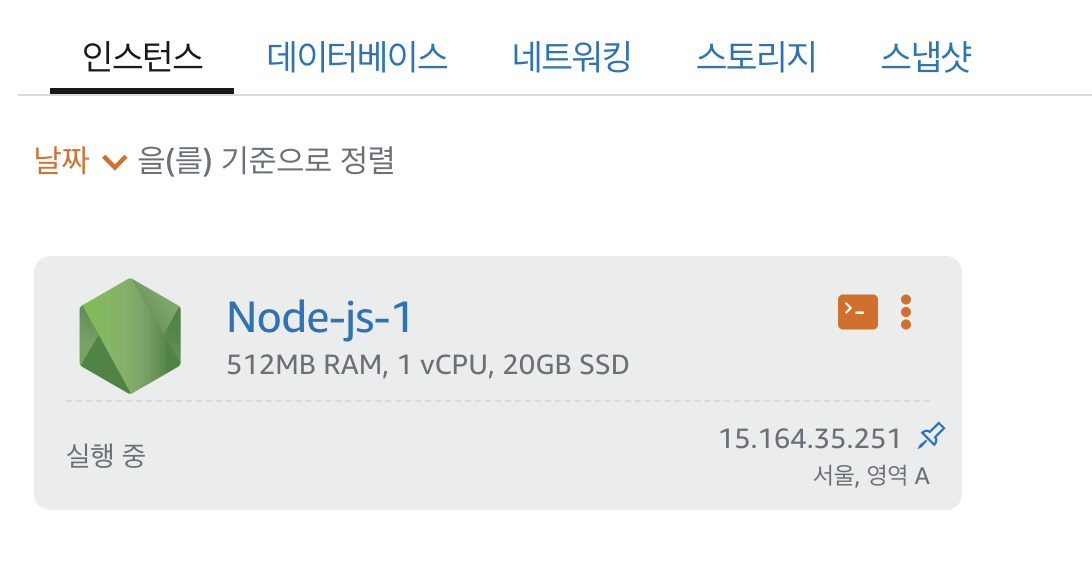 인스턴스 데이터베이스 네트워킹 스토리지 스냅샷
날짜 을(를) 기준으로 정렬
Node-js-1
512MB RAM, 1 vCPU, 20GB SSD
실행 중
15.164.35.251
서울, 영역 A